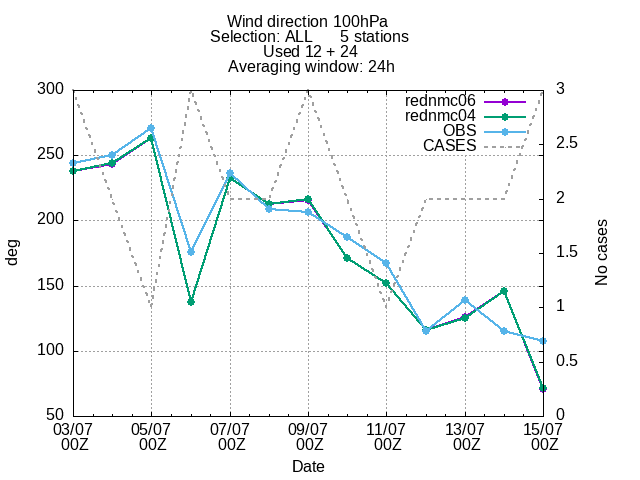 Wind direction 100hPa
Selection: ALL      5 stations
Used 12 + 24
Averaging window: 24h
rednmc06
rednmc04
OBS
CASES
300
250
200
150
100
50
deg
3
2.5
2
1.5
1
0.5
0
No cases
03/07 05/07 07/07 09/07 11/07 13/07 15/07
00Z 00Z 00Z 00Z 00Z 00Z 00Z
Date